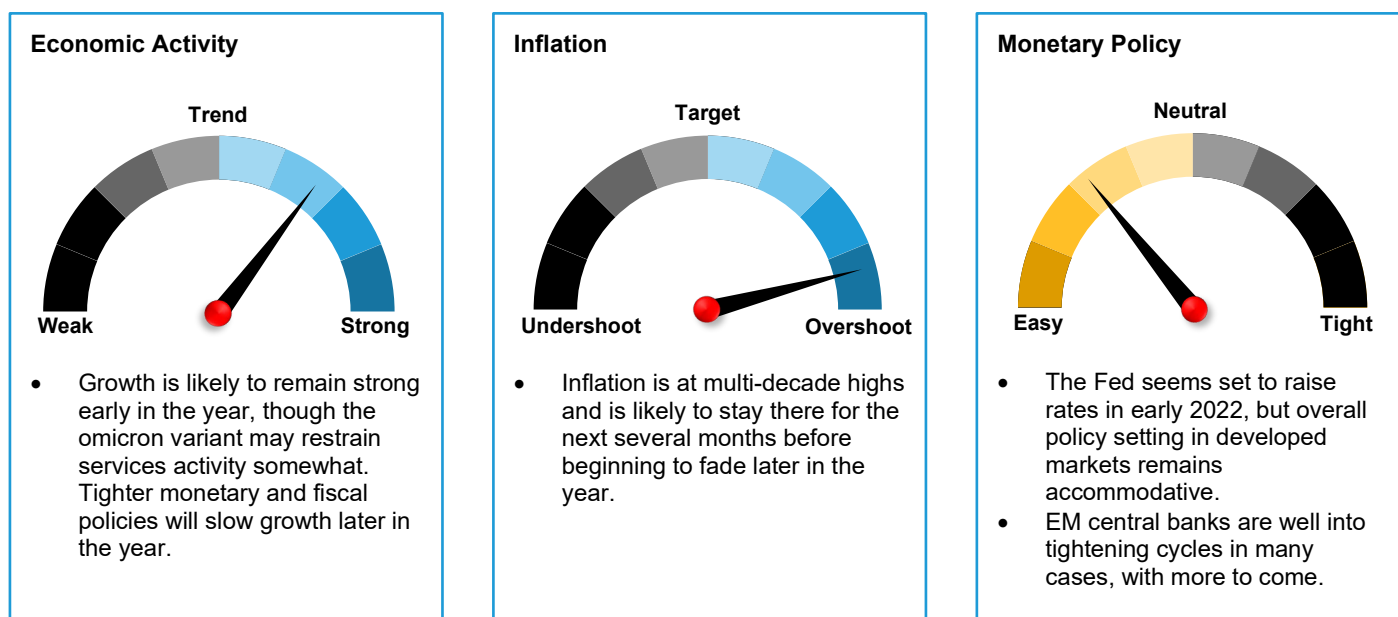 Economic Activity
Trend
Weak
Strong
• Growth is likely to remain strong
early in the year, though the
omicron variant may restrain
services activity somewhat.
Tighter monetary and fiscal
policies will slow growth later in
the year.
Inflation
Target
Undershoot
Overshoot
• Inflation is at multi-decade highs
and is likely to stay there for the
next several months before
beginning to fade later in the
year.
Monetary Policy
Neutral
Easy
Tight
• The Fed seems set to raise
rates in early 2022, but overall
policy setting in developed
markets remains
accommodative.
• EM central banks are well into
tightening cycles in many
cases, with more to come.